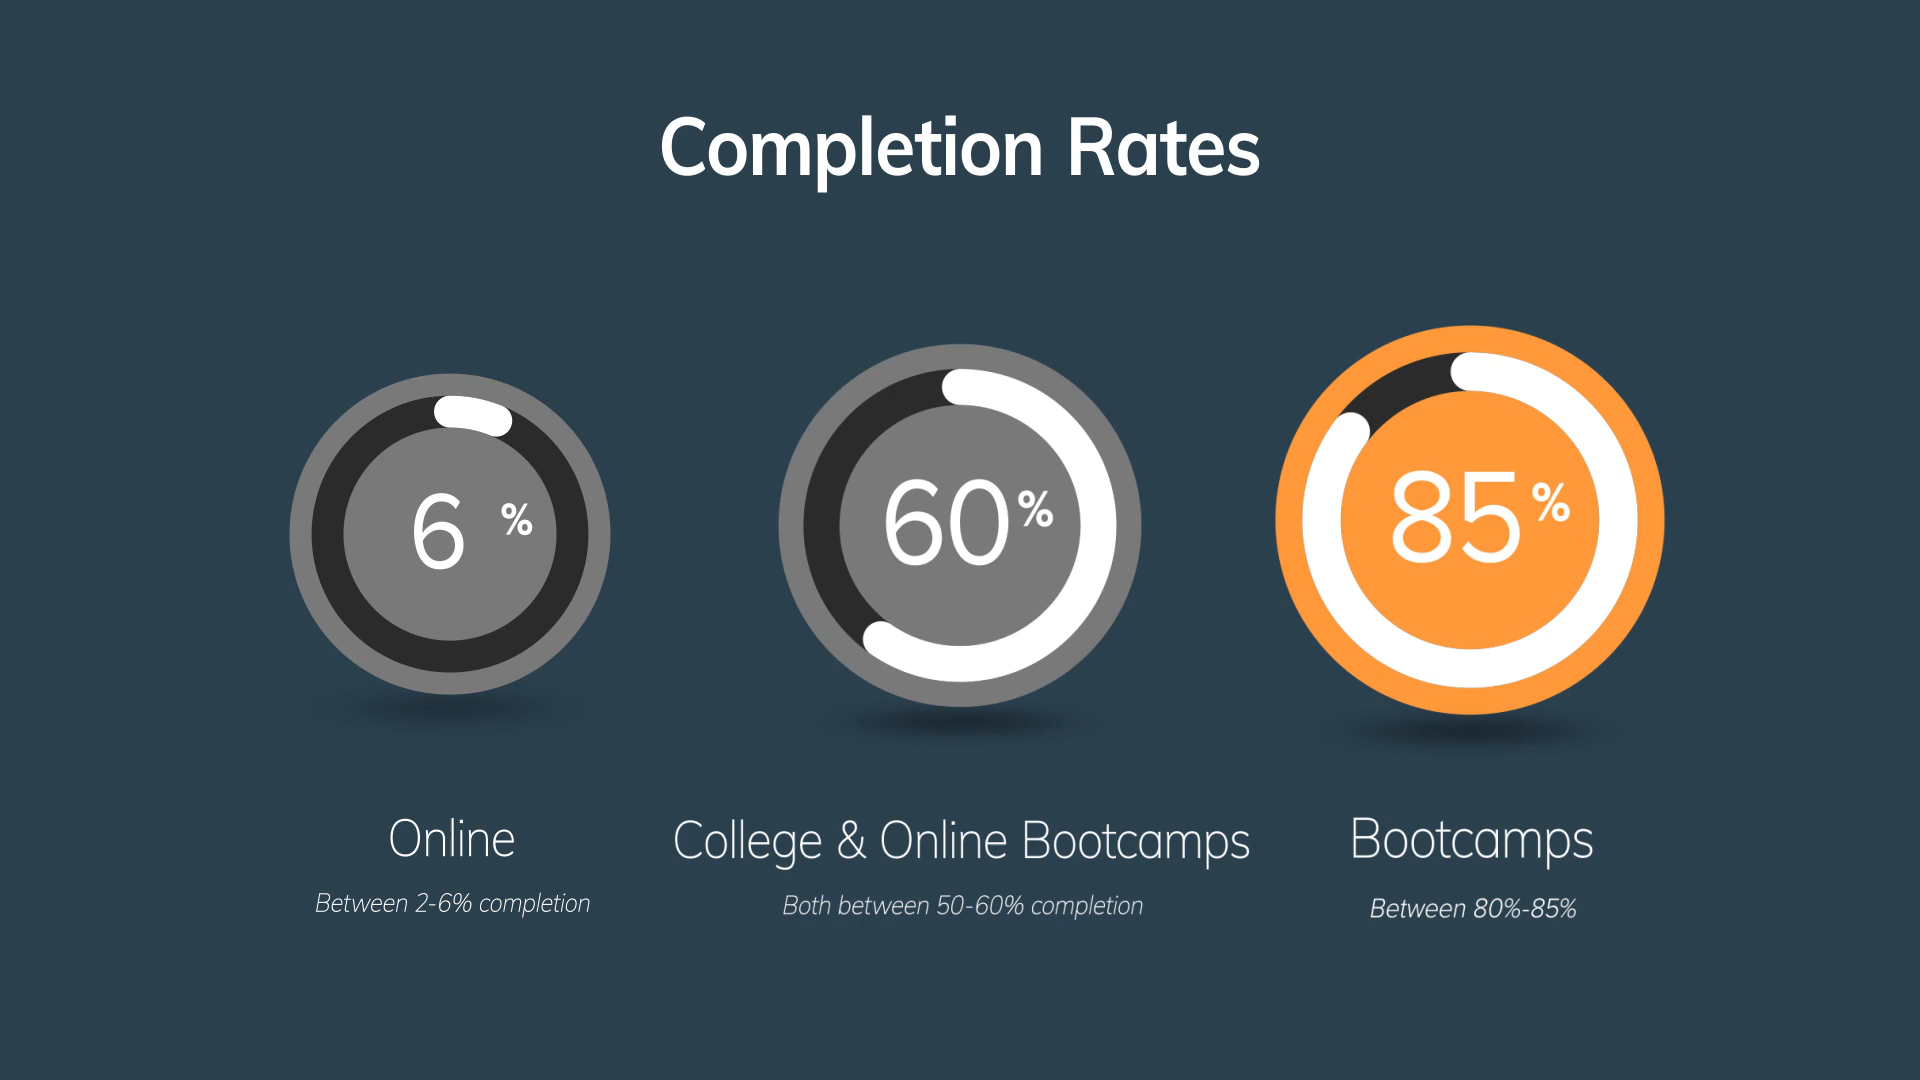 Completion Rates
6 %
60%
85%
Online
College & Online Bootcamps
Bootcamps
Between 2-6% completion
Both between 50-60% completion
Between 80%-85%